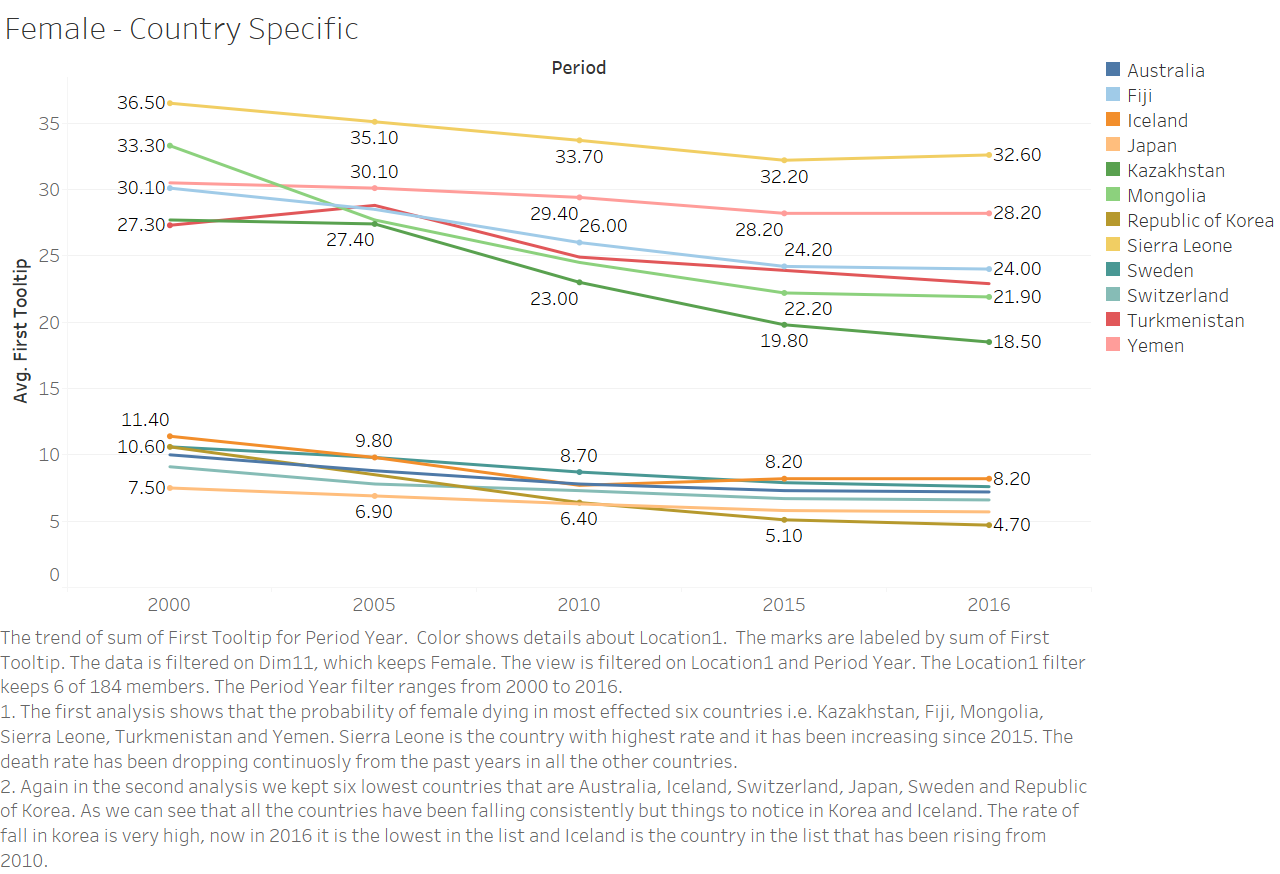 Female - Country Specific
Period
Australia
Fiji
Iceland
Japan
Kazakhstan
Mongolia
Republic of Korea
Sierra Leone
Sweden
Switzerland
Turkmenistan
Yemen
Avg. First Tooltip
35
30
25
20
15
10
5
0
36.50
33.30
30.10
27.30
35.10
30.10
27.40
33.70
29.40
26.00
23.00
32.20
28.20
24.20
22.20
19.80
32.60
28.20
24.00
21.90
18.50
11.40
10.60
7.50
9.80
6.90
8.70
6.40
8.20
5.10
8.20
4.70
2000 2005 2010 2015 2016
The trend of sum of First Tooltip for Period Year.  Color shows details about Location1.  The marks are labeled by sum of First
Tooltip. The data is filtered on Dim11, which keeps Female. The view is filtered on Location1 and Period Year. The Location1 filter
keeps 6 of 184 members. The Period Year filter ranges from 2000 to 2016.
1. The first analysis shows that the probability of female dying in most effected six countries i.e. Kazakhstan, Fiji, Mongolia,
Sierra Leone, Turkmenistan and Yemen. Sierra Leone is the country with highest rate and it has been increasing since 2015. The
death rate has been dropping continuosly from the past years in all the other countries.
2. Again in the second analysis we kept six lowest countries that are Australia, Iceland, Switzerland, Japan, Sweden and Republic
of Korea. As we can see that all the countries have been falling consistently but things to notice in Korea and Iceland. The rate of
fall in korea is very high, now in 2016 it is the lowest in the list and Iceland is the country in the list that has been rising from
2010.